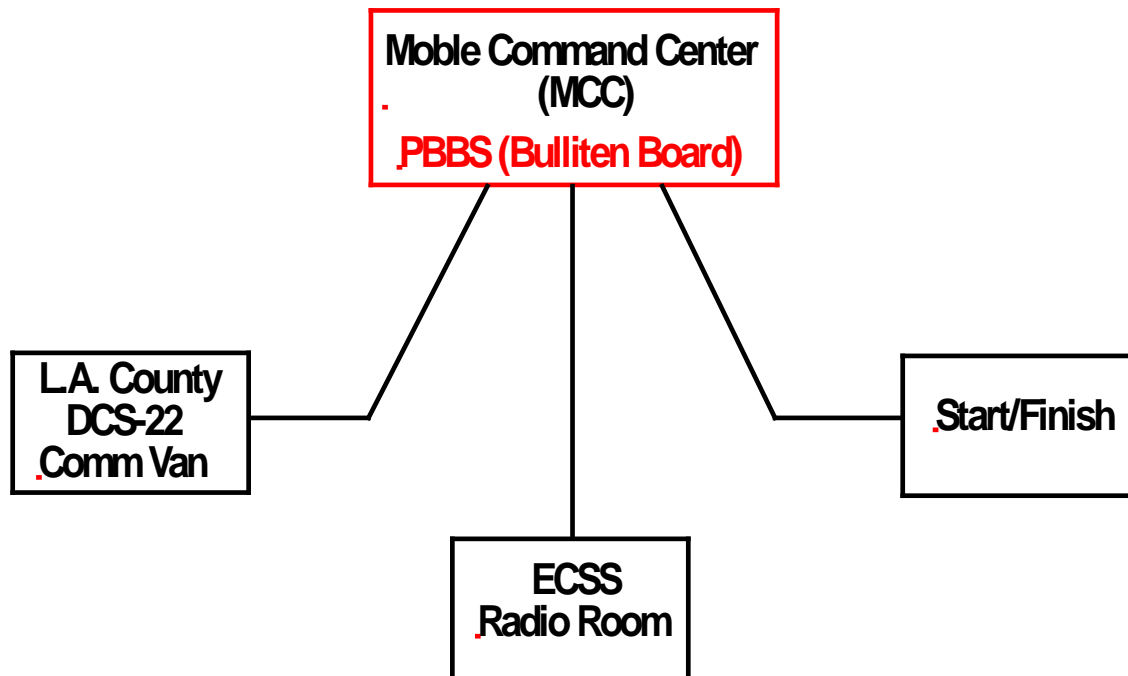 Moble Command Center
(MCC)
PBBS (Bulliten Board)
L.A. County
DCS-22
Comm Van
Start/Finish
ECSS
Radio Room